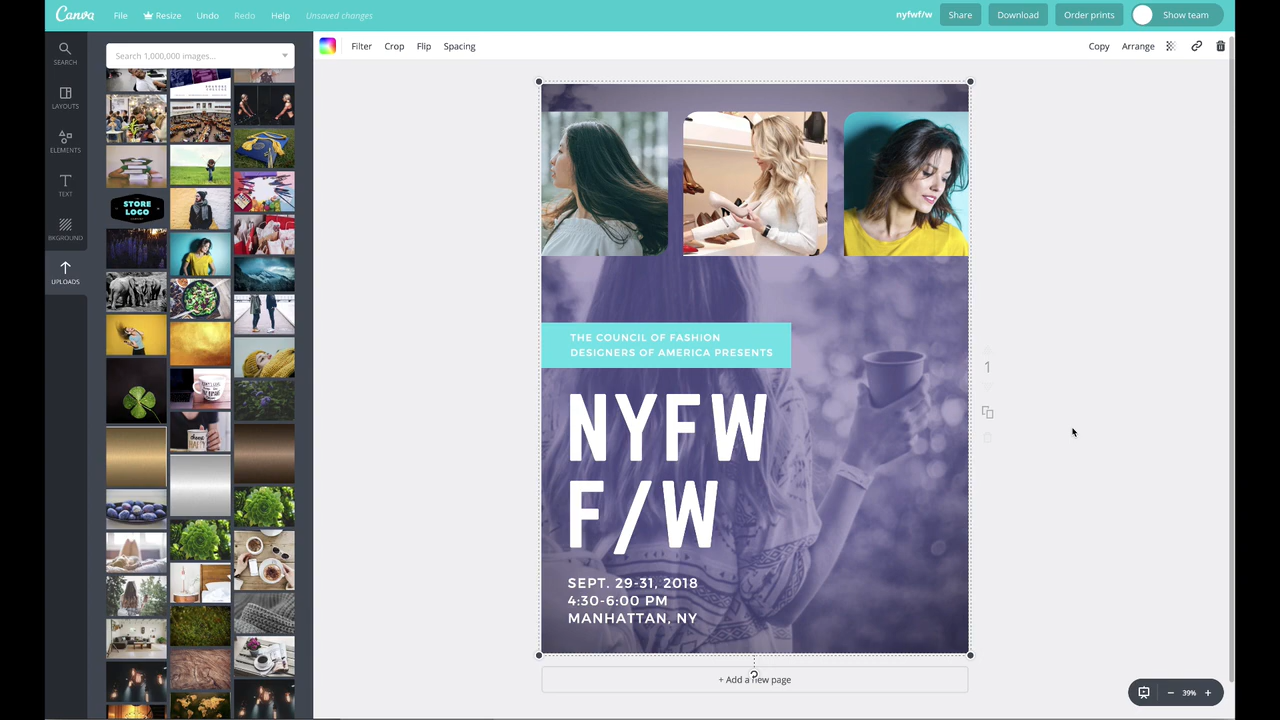 Canva File Resize Undo Redo Help Unsaved changes nyfwf/w Share Download Order prints Show team
Search 1,000,000 images...
Filter Crop Flip Spacing Copy Arrange
SEARCH
LAYOUTS
ELEMENTS
TEXT
BKGROUND
UPLOADS
STORE
LOGO
THE COUNCIL OF FASHION
DESIGNERS OF AMERICA PRESENTS
NYFW
F/W
SEPT. 29-31, 2018
4:30-6:00 PM
MANHATTAN, NY
1
+ Add a new page
39%